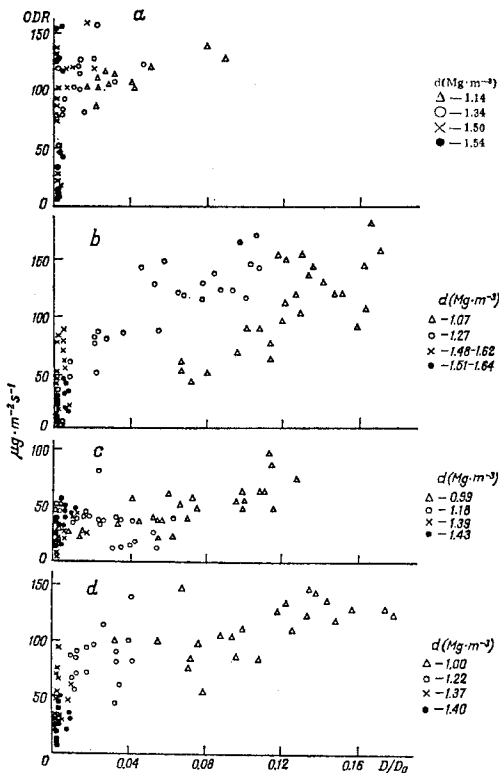 ODR
a
150
100
50
0
d(Mg·m⁻³)
△ — 1.14
○ — 1.34
× — 1.50
● — 1.54
b
150
100
50
0
d(Mg·m⁻³)
△ –1.07
○ –1.27
× –1.48-1.62
● –1.51-1.64
μg·m⁻²s⁻¹
c
100
50
0
d(Mg·m⁻³)
△ –0.99
○ –1.18
× –1.39
● –1.43
d
150
100
50
0
d(Mg·m⁻³)
△ –1.00
○ –1.22
× –1.37
● –1.40
0.04 0.08 0.12 0.16 D/D₀